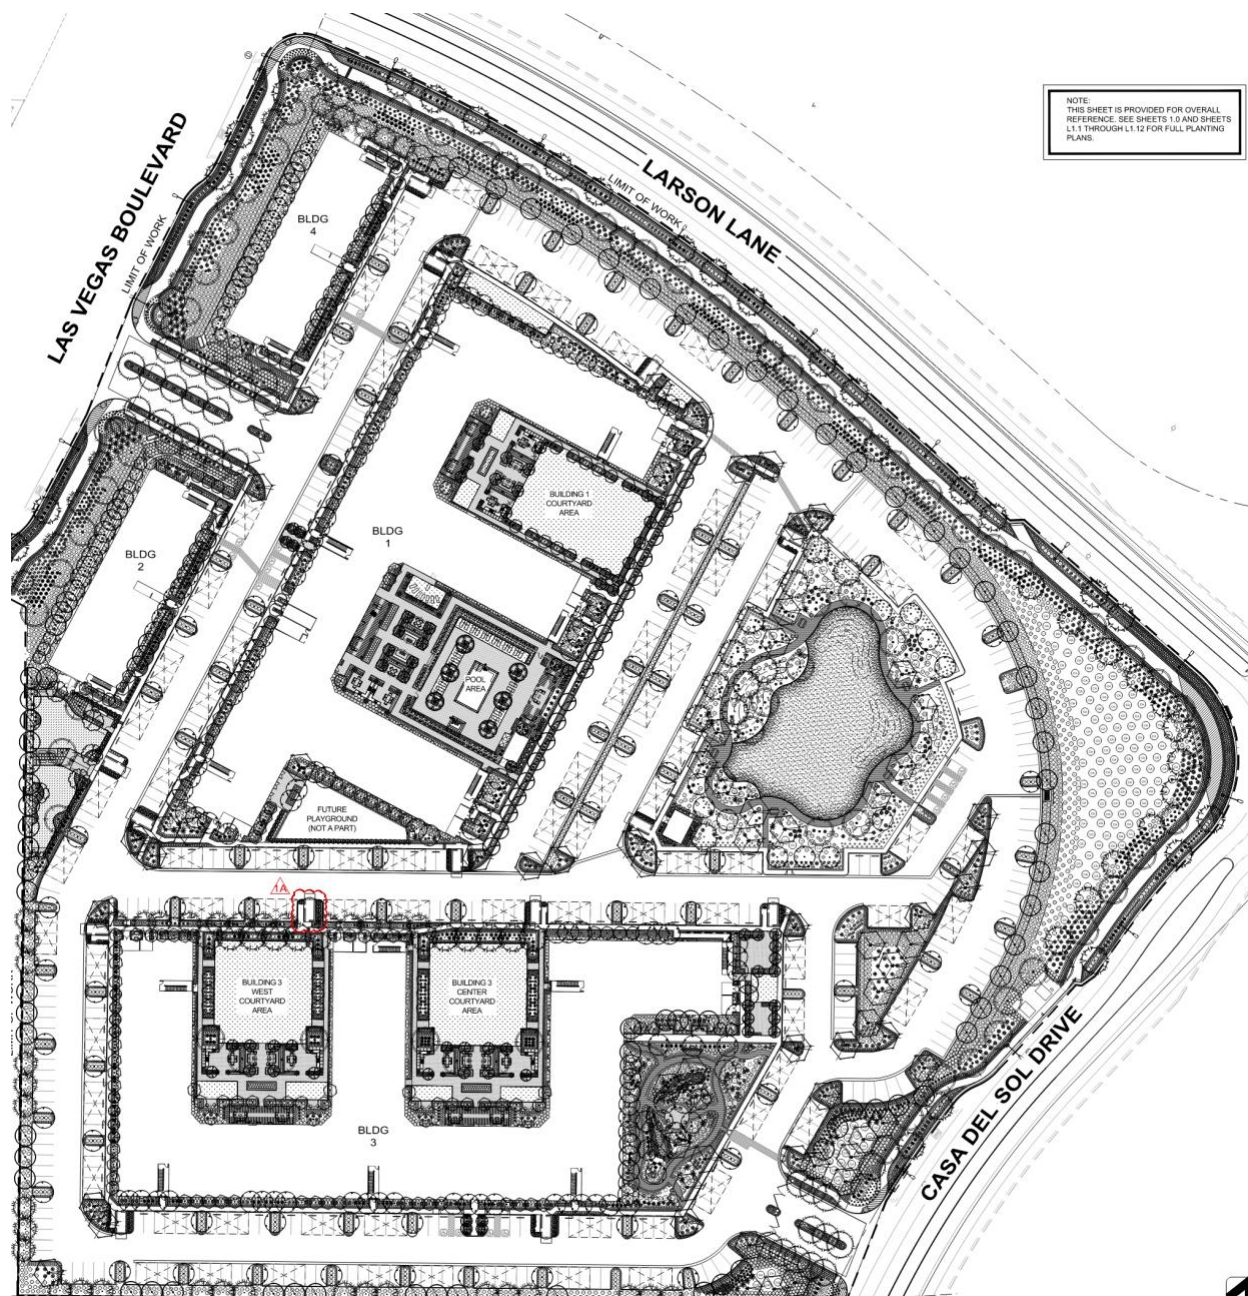 NOTE:
THIS SHEET IS PROVIDED FOR OVERALL
REFERENCE. SEE SHEETS 1.0 AND SHEETS
L1.1 THROUGH L1.12 FOR FULL PLANTING
PLANS.
LARSON LANE
LIMIT OF WORK
LAS VEGAS BOULEVARD
LIMIT OF WORK
BLDG
4
BUILDING 1
COURTYARD
AREA
BLDG
1
BLDG
2
POOL
AREA
FUTURE
PLAYGROUND
(NOT A PART)
1A
BUILDING 3
WEST
COURTYARD
AREA
BUILDING 3
CENTER
COURTYARD
AREA
BLDG
3
CASA DEL SOL DRIVE